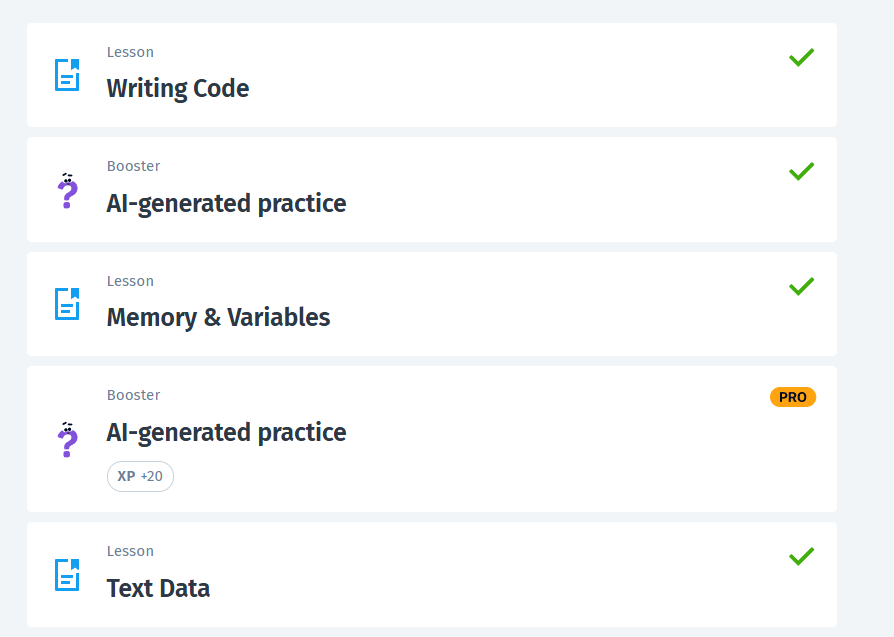 Lesson
Writing Code
Booster
AI-generated practice
Lesson
Memory & Variables
Booster
PRO
AI-generated practice
XP +20
Lesson
Text Data